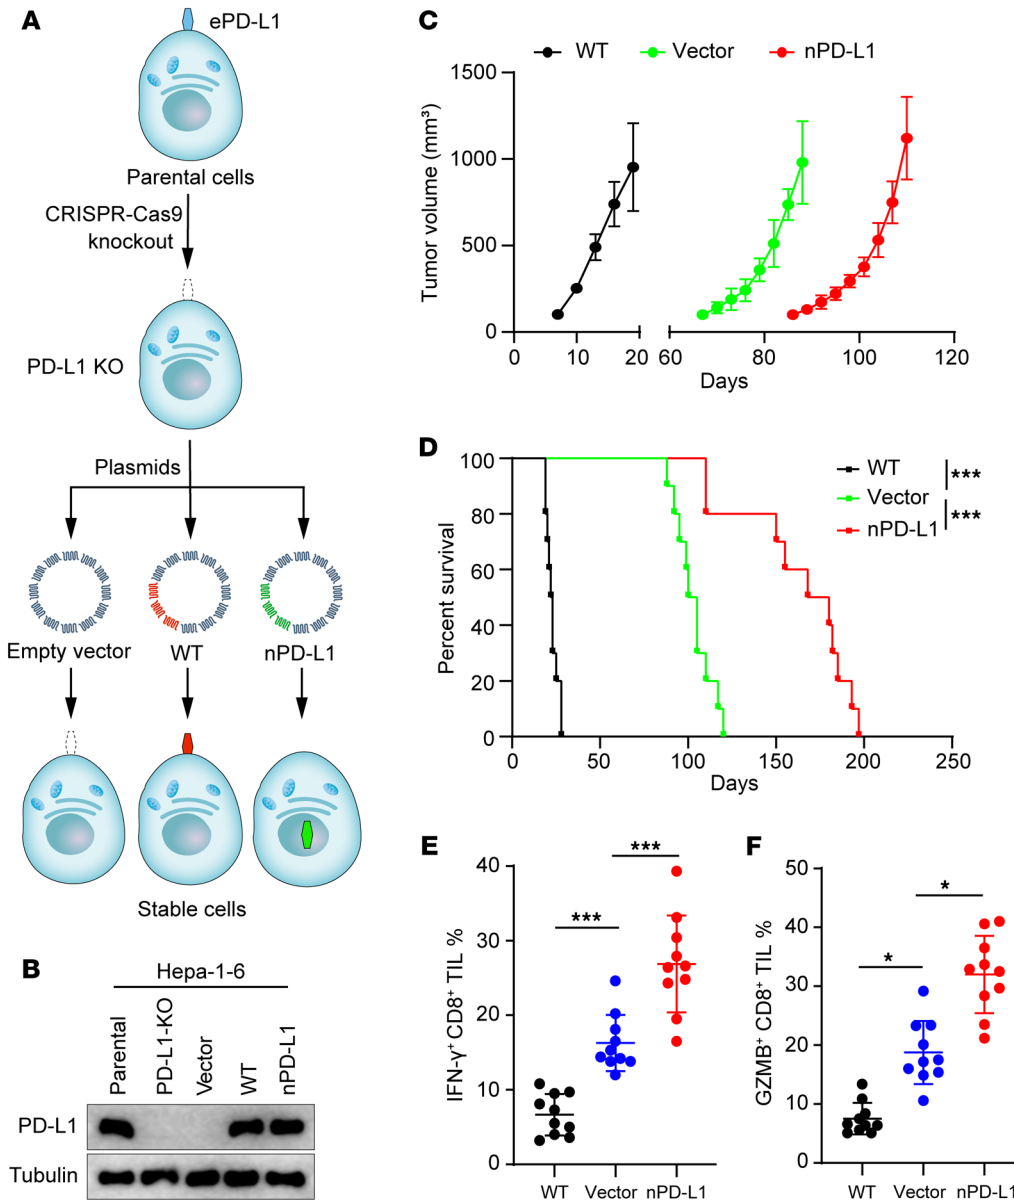 A
ePD-L1
Parental cells
CRISPR-Cas9
knockout
PD-L1 KO
Plasmids
Empty vector WT nPD-L1
Stable cells
B
Hepa-1-6
Parental PD-L1-KO Vector WT nPD-L1
PD-L1
Tubulin
C
WT Vector nPD-L1
Tumor volume (mm³)
1500
1000
500
0
0 10 20 60 80 100 120
Days
D
WT
Vector
nPD-L1
***
***
Percent survival
100
80
60
40
20
0
0 50 100 150 200 250
Days
E
IFN-γ⁺ CD8⁺ TIL %
***
***
40
30
20
10
0
WT Vector nPD-L1
F
GZMB⁺ CD8⁺ TIL %
*
*
50
40
30
20
10
0
WT Vector nPD-L1